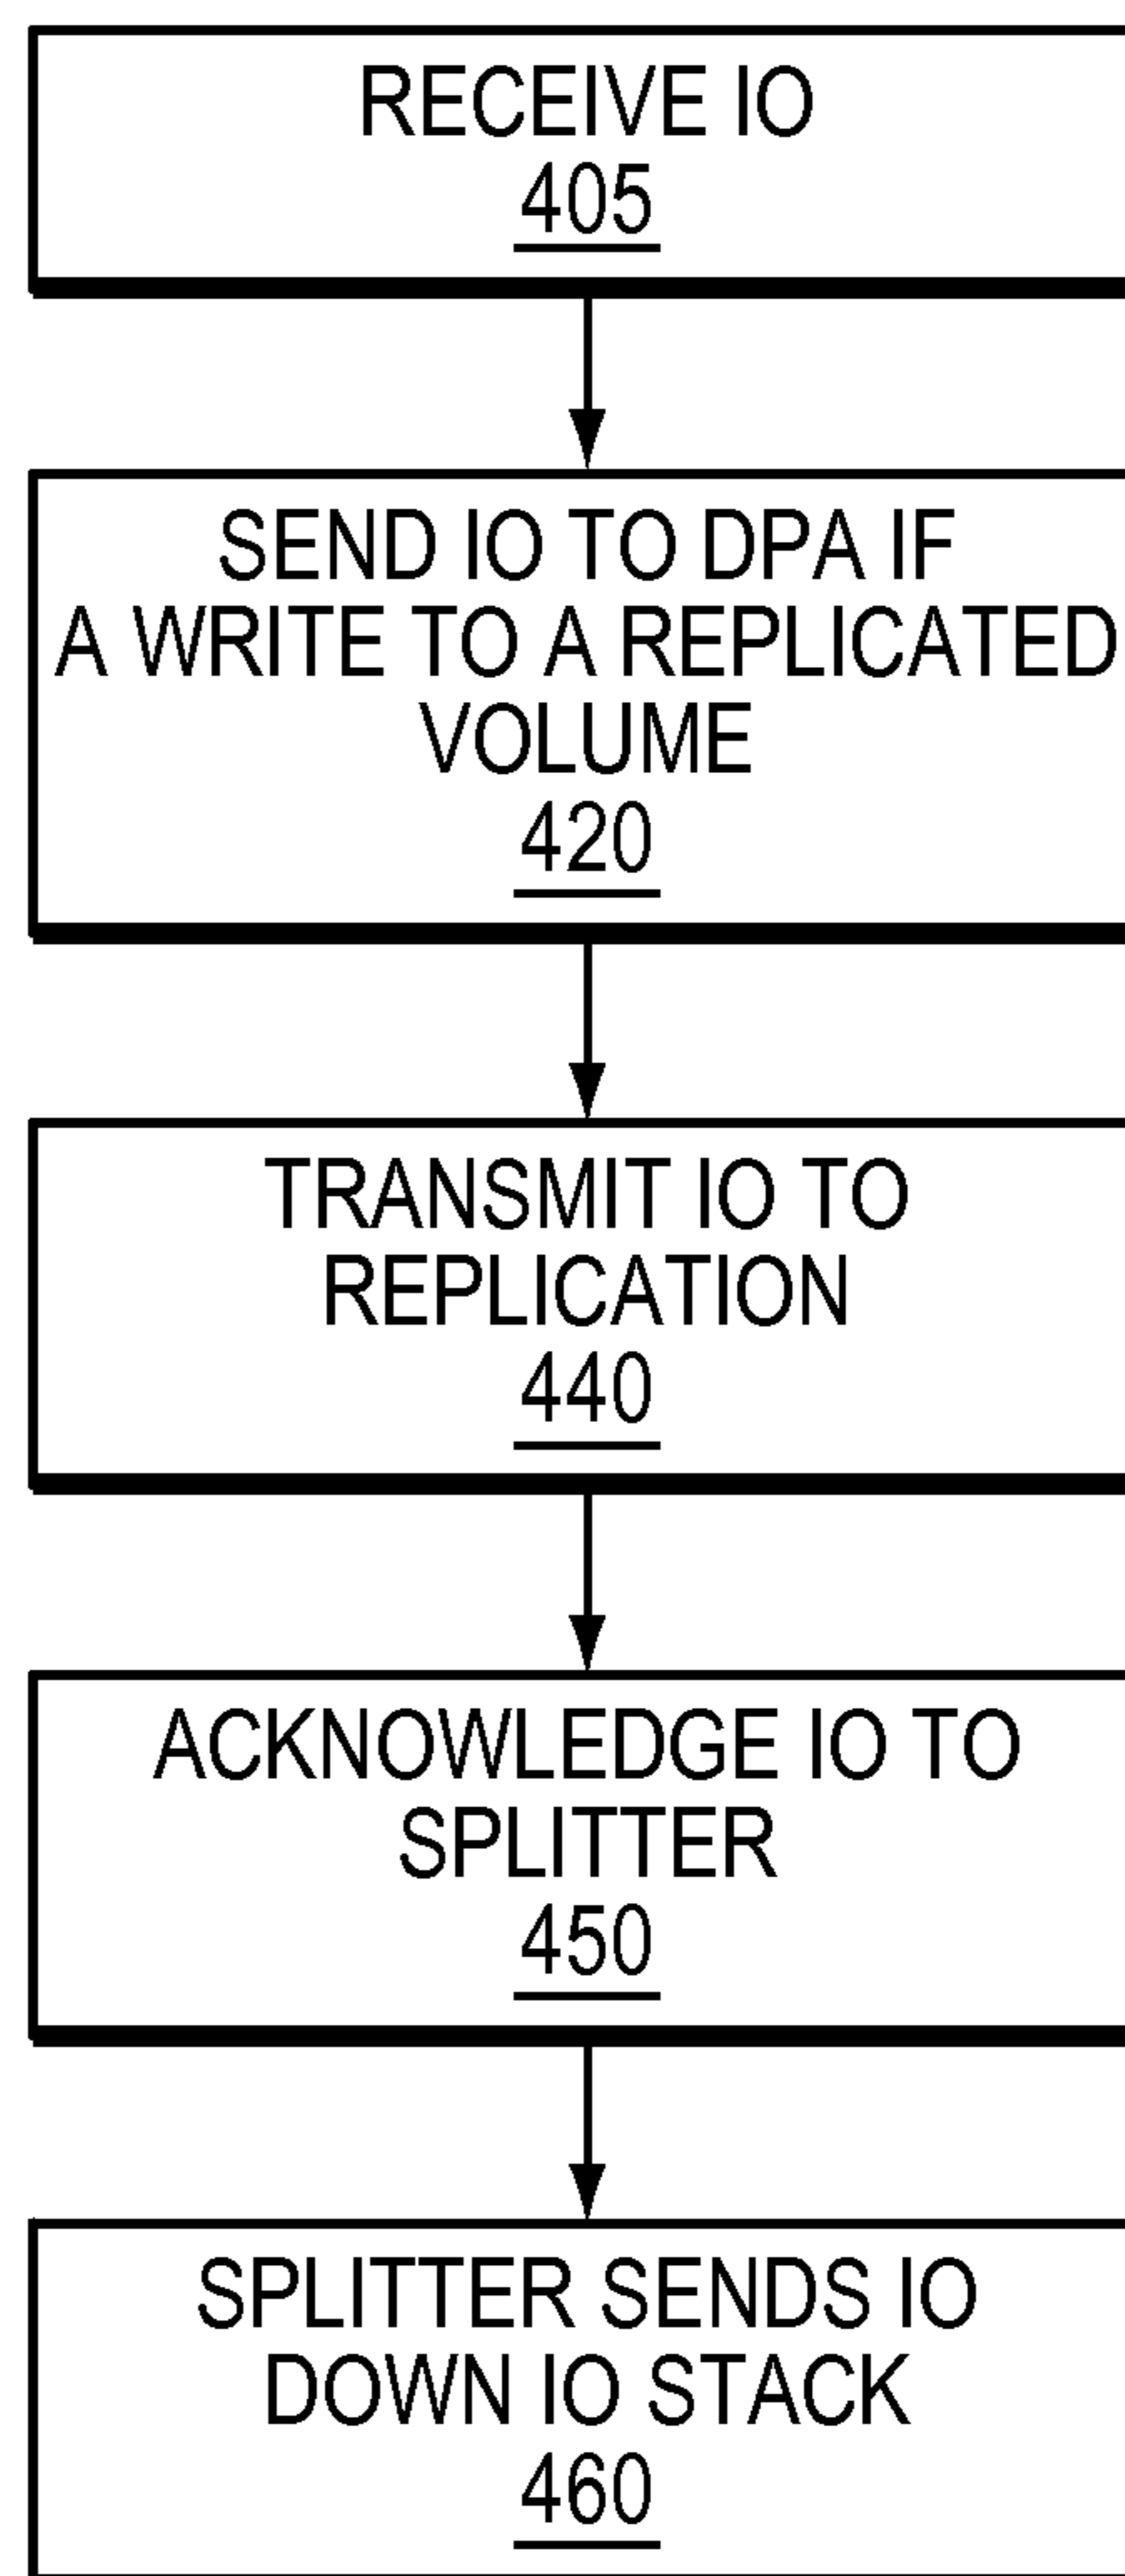 RECEIVE IO
405
SEND IO TO DPA IF
A WRITE TO A REPLICATED
VOLUME
420
TRANSMIT IO TO
REPLICATION
440
ACKNOWLEDGE IO TO
SPLITTER
450
SPLITTER SENDS IO
DOWN IO STACK
460